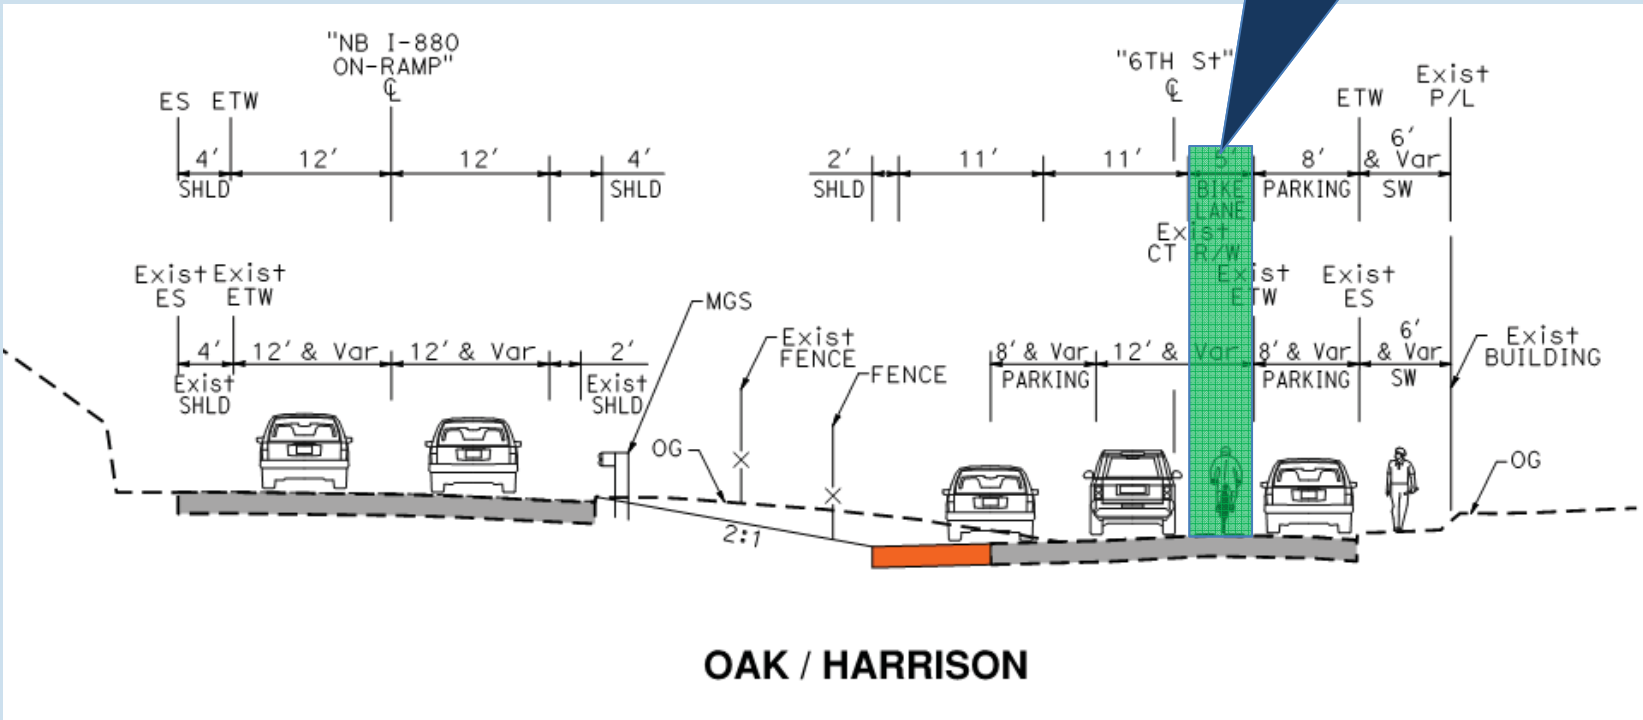 "NB I-880
ON-RAMP"
℄
"6TH St"
℄
Exist
P/L
ES ETW
ETW
4' 12' 12' 4' 2' 11' 11' 5' 8' 6'
& Var
SHLD SHLD SHLD BIKE
LANE PARKING SW
Exist
CT R/W
Exist
ES
Exist
ETW
Exist
ETW
Exist
ES
MGS
Exist
FENCE
FENCE
Exist
BUILDING
4' 12' & Var 12' & Var 2' 8' & Var 12' & Var 8' & Var 6'
& Var
Exist
SHLD
Exist
SHLD
PARKING PARKING SW
OG
OG
2:1
OAK / HARRISON